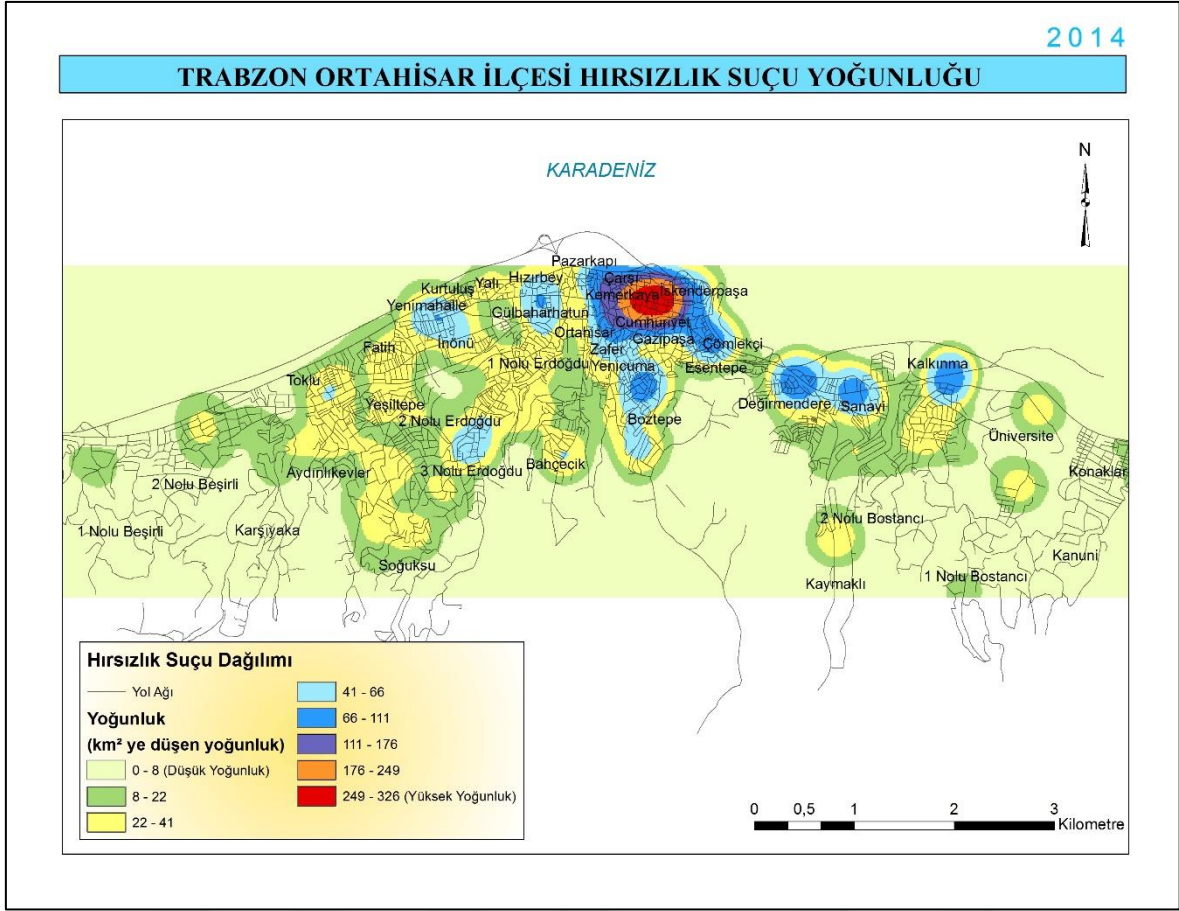 2014
TRABZON ORTAHİSAR İLÇESİ HIRSIZLIK SUÇU YOĞUNLUĞU
KARADENİZ
N
Pazarkapı
Hızırbey
Çarşı
Yalı
Kurtuluş
Kemerkaya
İskenderpaşa
Yenimahalle
Gülbaharhatun
Cumhuriyet
Ortahisar
Gazipaşa
İnönü
Fatih
Zafer
Çömlekçi
1 Nolu Erdoğdu
Yenicuma
Esentepe
Kalkınma
Toklu
Yeşiltepe
Değirmendere
Sanayi
2 Nolu Erdoğdu
Boztepe
Üniversite
Bahçecik
3 Nolu Erdoğdu
Aydınlıkevler
Konaklar
2 Nolu Beşirli
2 Nolu Bostancı
1 Nolu Beşirli
Karşıyaka
Kanuni
Soğuksu
1 Nolu Bostancı
Kaymaklı
Hırsızlık Suçu Dağılımı
Yol Ağı
Yoğunluk
(km² ye düşen yoğunluk)
0 - 8 (Düşük Yoğunluk)
8 - 22
22 - 41
41 - 66
66 - 111
111 - 176
176 - 249
249 - 326 (Yüksek Yoğunluk)
0 0,5 1 2 3
Kilometre